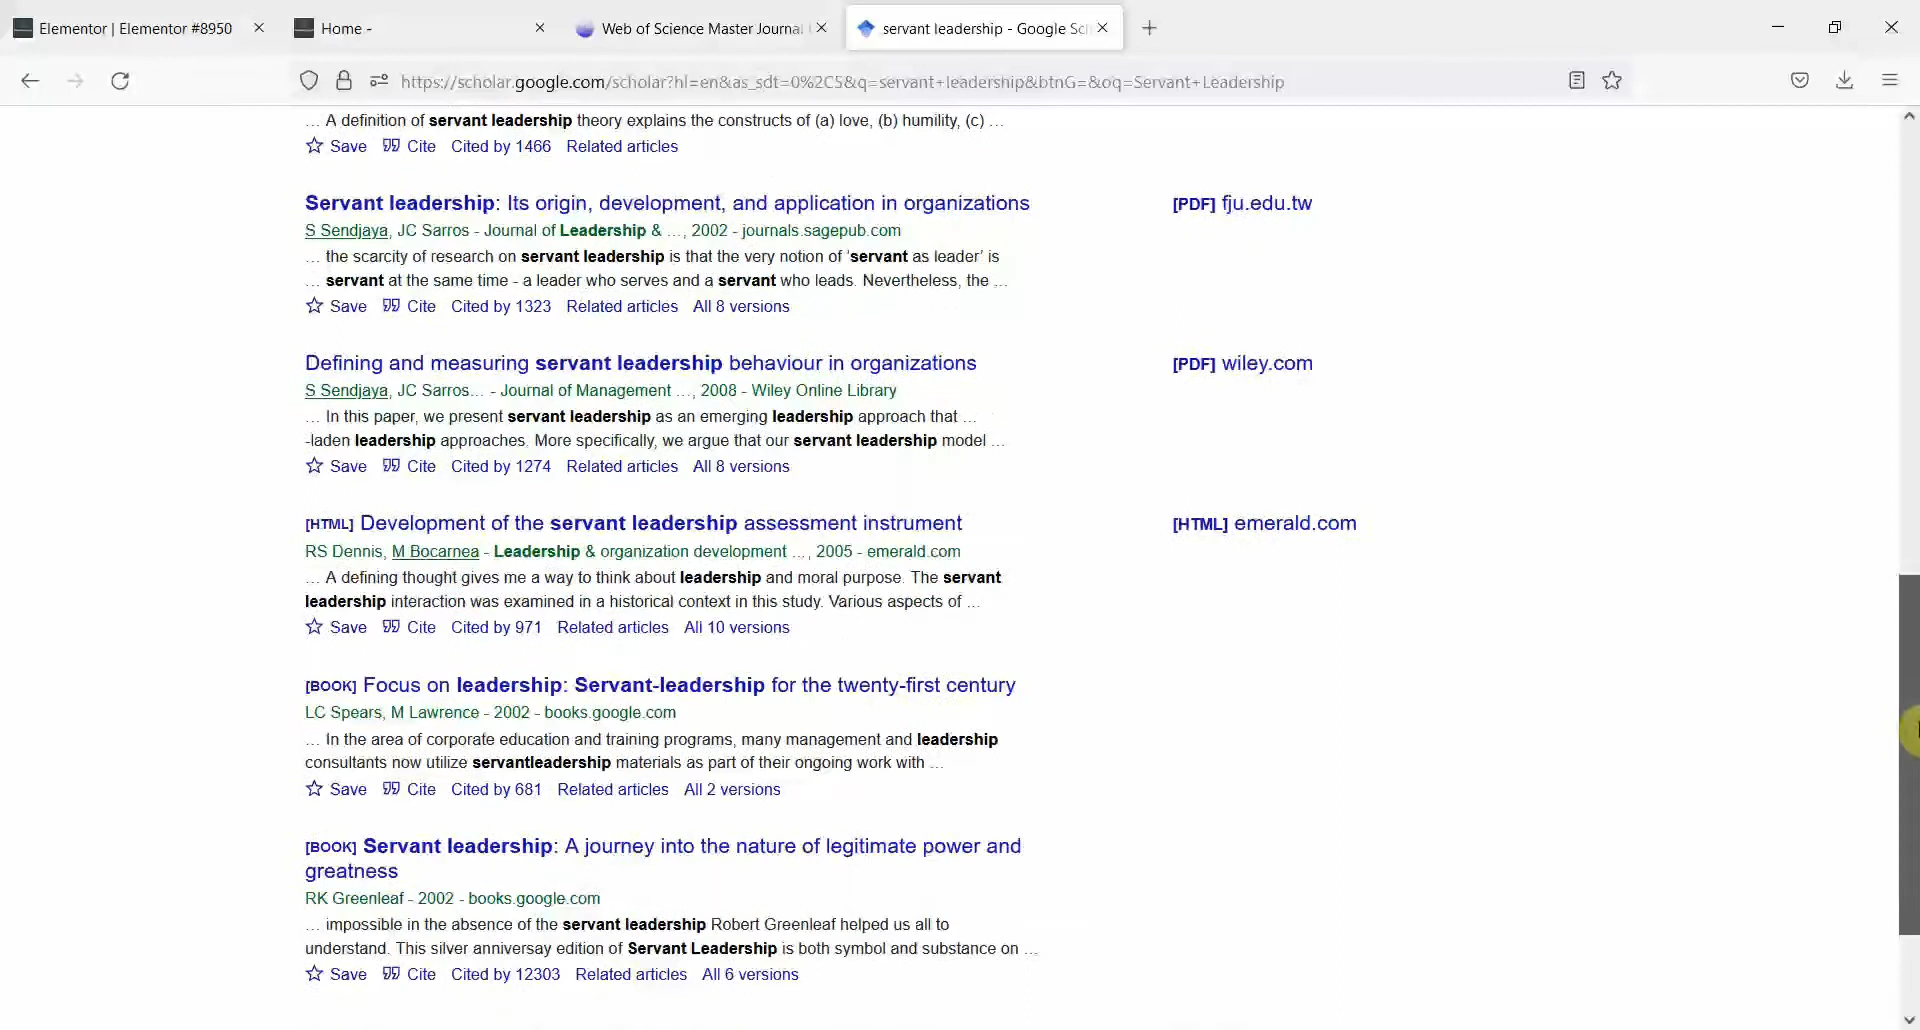 Elementor | Elementor #8950
Home -
Web of Science Master Journal
servant leadership - Google Sc
https://scholar.google.com/scholar?hl=en&as_sdt=0%2C5&q=servant+leadership&btnG=&oq=Servant+Leadership
... A definition of servant leadership theory explains the constructs of (a) love, (b) humility, (c) ...
Save Cite Cited by 1466 Related articles
Servant leadership: Its origin, development, and application in organizations
[PDF] fju.edu.tw
S Sendjaya, JC Sarros - Journal of Leadership & ..., 2002 - journals.sagepub.com
... the scarcity of research on servant leadership is that the very notion of 'servant as leader' is
... servant at the same time - a leader who serves and a servant who leads. Nevertheless, the ...
Save Cite Cited by 1323 Related articles All 8 versions
Defining and measuring servant leadership behaviour in organizations
[PDF] wiley.com
S Sendjaya, JC Sarros... - Journal of Management ..., 2008 - Wiley Online Library
... In this paper, we present servant leadership as an emerging leadership approach that ...
-laden leadership approaches. More specifically, we argue that our servant leadership model ...
Save Cite Cited by 1274 Related articles All 8 versions
[HTML] Development of the servant leadership assessment instrument
[HTML] emerald.com
RS Dennis, M Bocarnea - Leadership & organization development ..., 2005 - emerald.com
... A defining thought gives me a way to think about leadership and moral purpose. The servant
leadership interaction was examined in a historical context in this study. Various aspects of ...
Save Cite Cited by 971 Related articles All 10 versions
[BOOK] Focus on leadership: Servant-leadership for the twenty-first century
LC Spears, M Lawrence - 2002 - books.google.com
... In the area of corporate education and training programs, many management and leadership
consultants now utilize servantleadership materials as part of their ongoing work with ...
Save Cite Cited by 681 Related articles All 2 versions
[BOOK] Servant leadership: A journey into the nature of legitimate power and
greatness
RK Greenleaf - 2002 - books.google.com
... impossible in the absence of the servant leadership Robert Greenleaf helped us all to
understand. This silver anniversay edition of Servant Leadership is both symbol and substance on ...
Save Cite Cited by 12303 Related articles All 6 versions